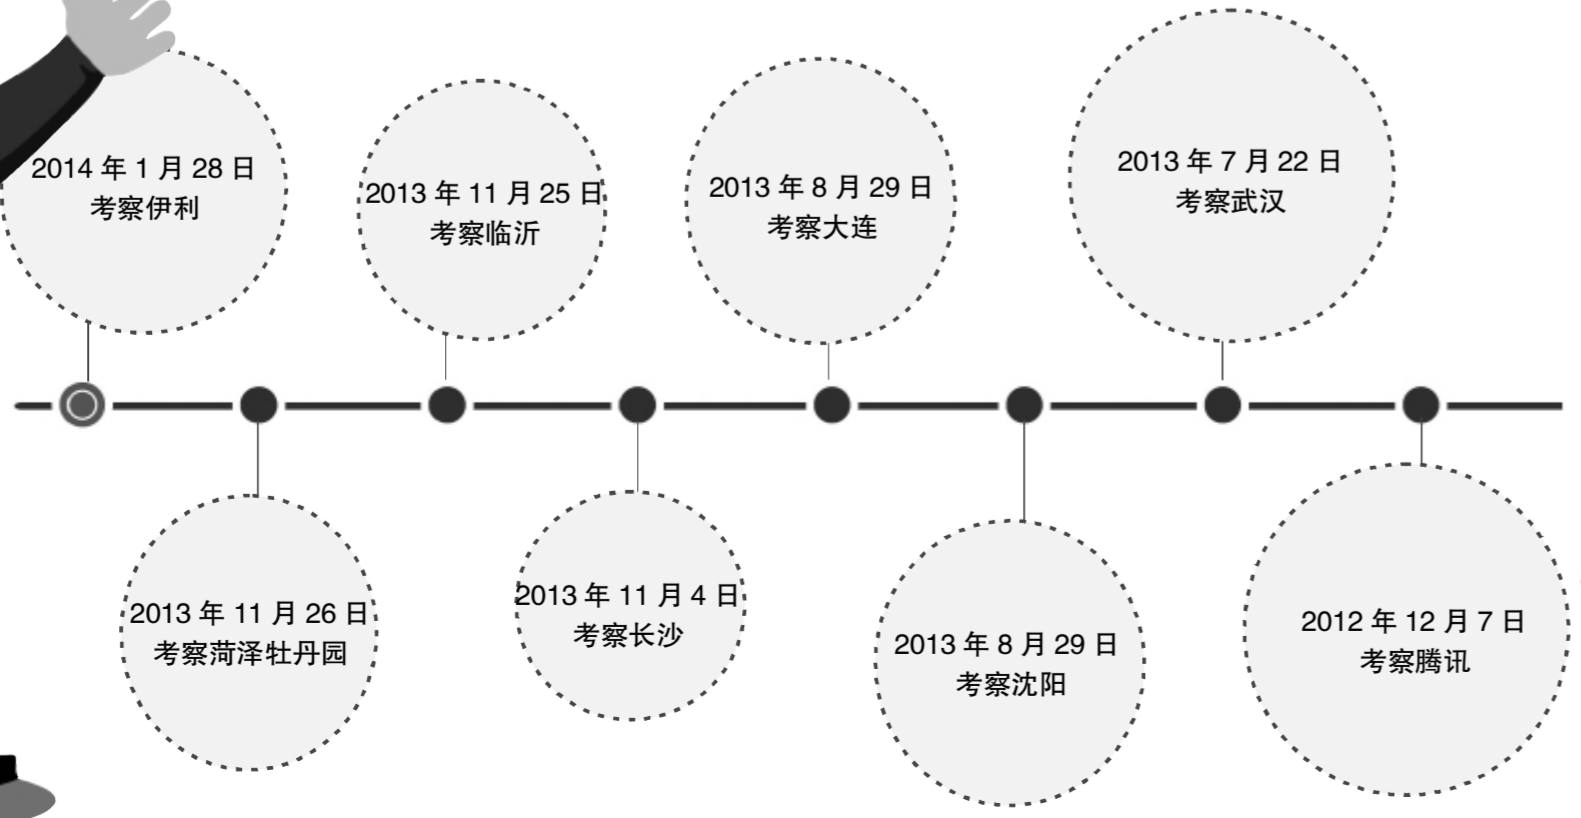 2014 年 1 月 28 日
考察伊利
2013 年 11 月 25 日
考察临沂
2013 年 8 月 29 日
考察大连
2013 年 7 月 22 日
考察武汉
2013 年 11 月 26 日
考察菏泽牡丹园
2013 年 11 月 4 日
考察长沙
2013 年 8 月 29 日
考察沈阳
2012 年 12 月 7 日
考察腾讯